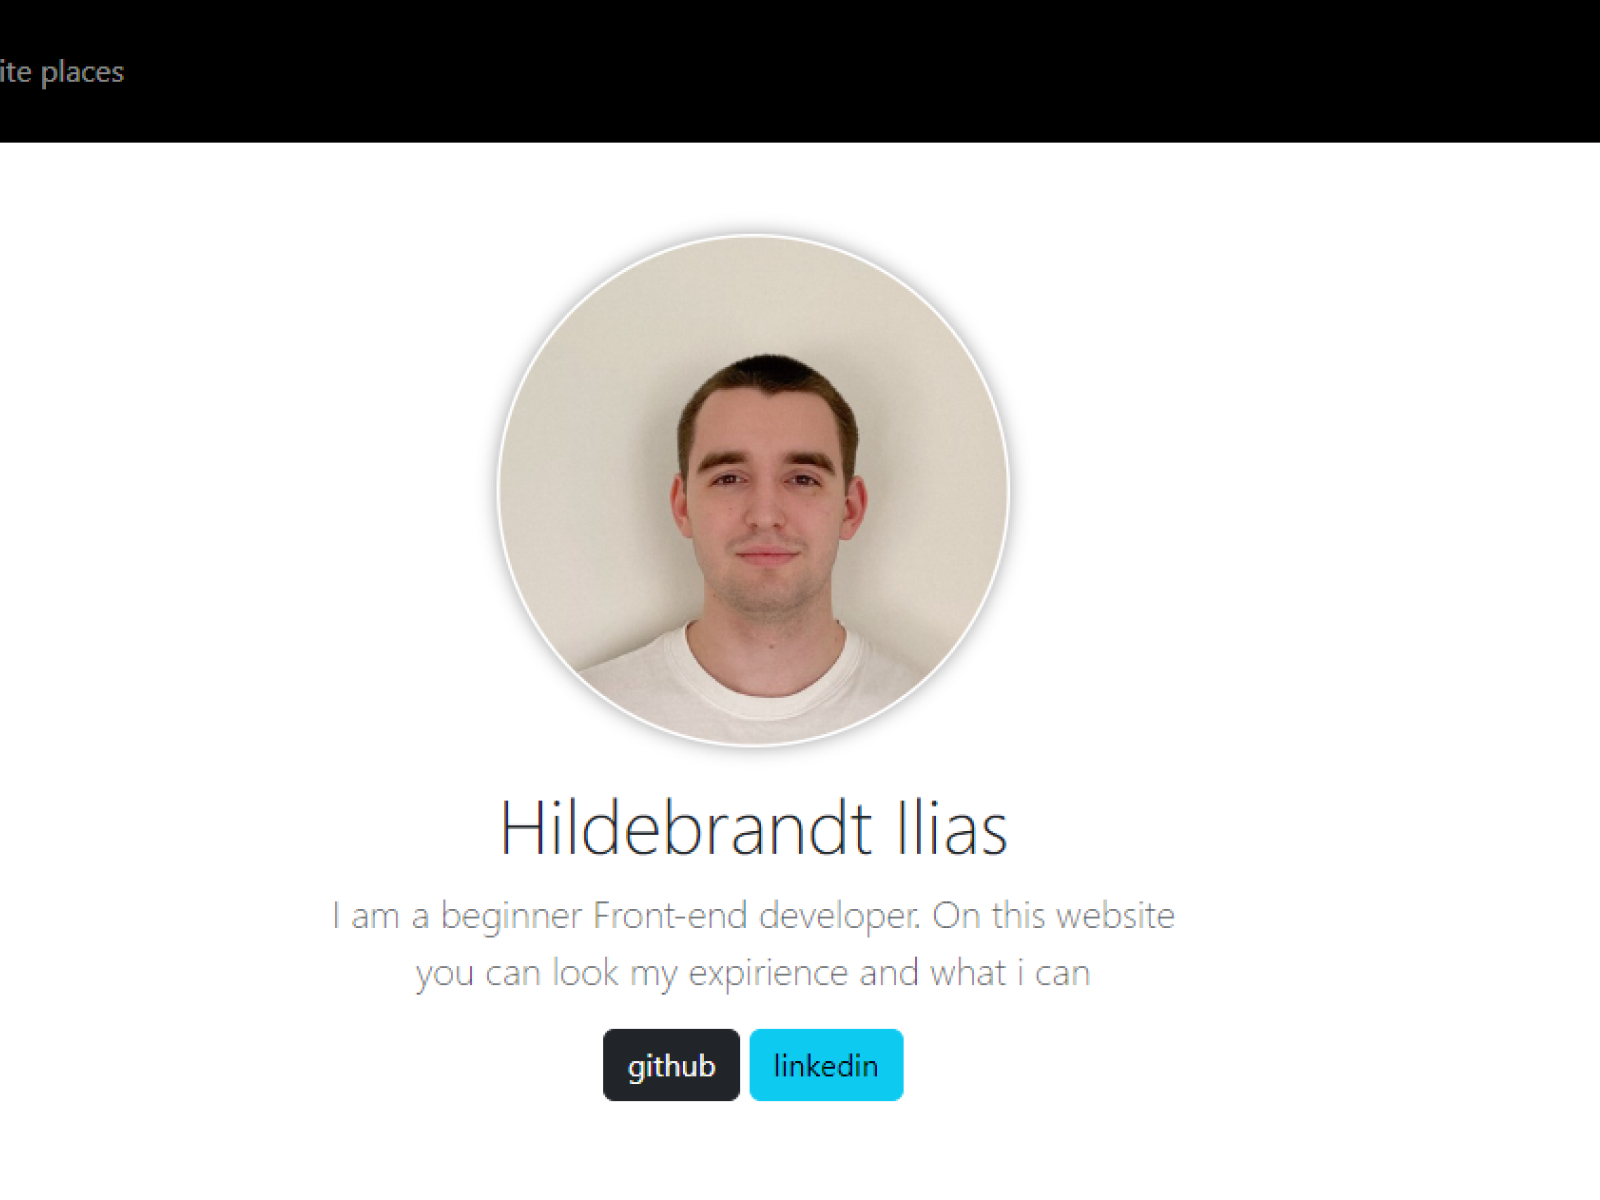 ite places
Hildebrandt Ilias
I am a beginner Front-end developer. On this website
you can look my expirience and what i can
github linkedin